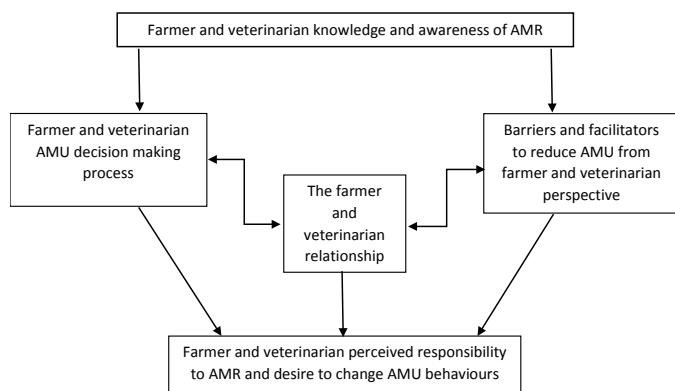 Farmer and veterinarian knowledge and awareness of AMR
Farmer and veterinarian
AMU decision making
process
Barriers and facilitators
to reduce AMU from
farmer and veterinarian
perspective
The farmer
and
veterinarian
relationship
Farmer and veterinarian perceived responsibility
to AMR and desire to change AMU behaviours